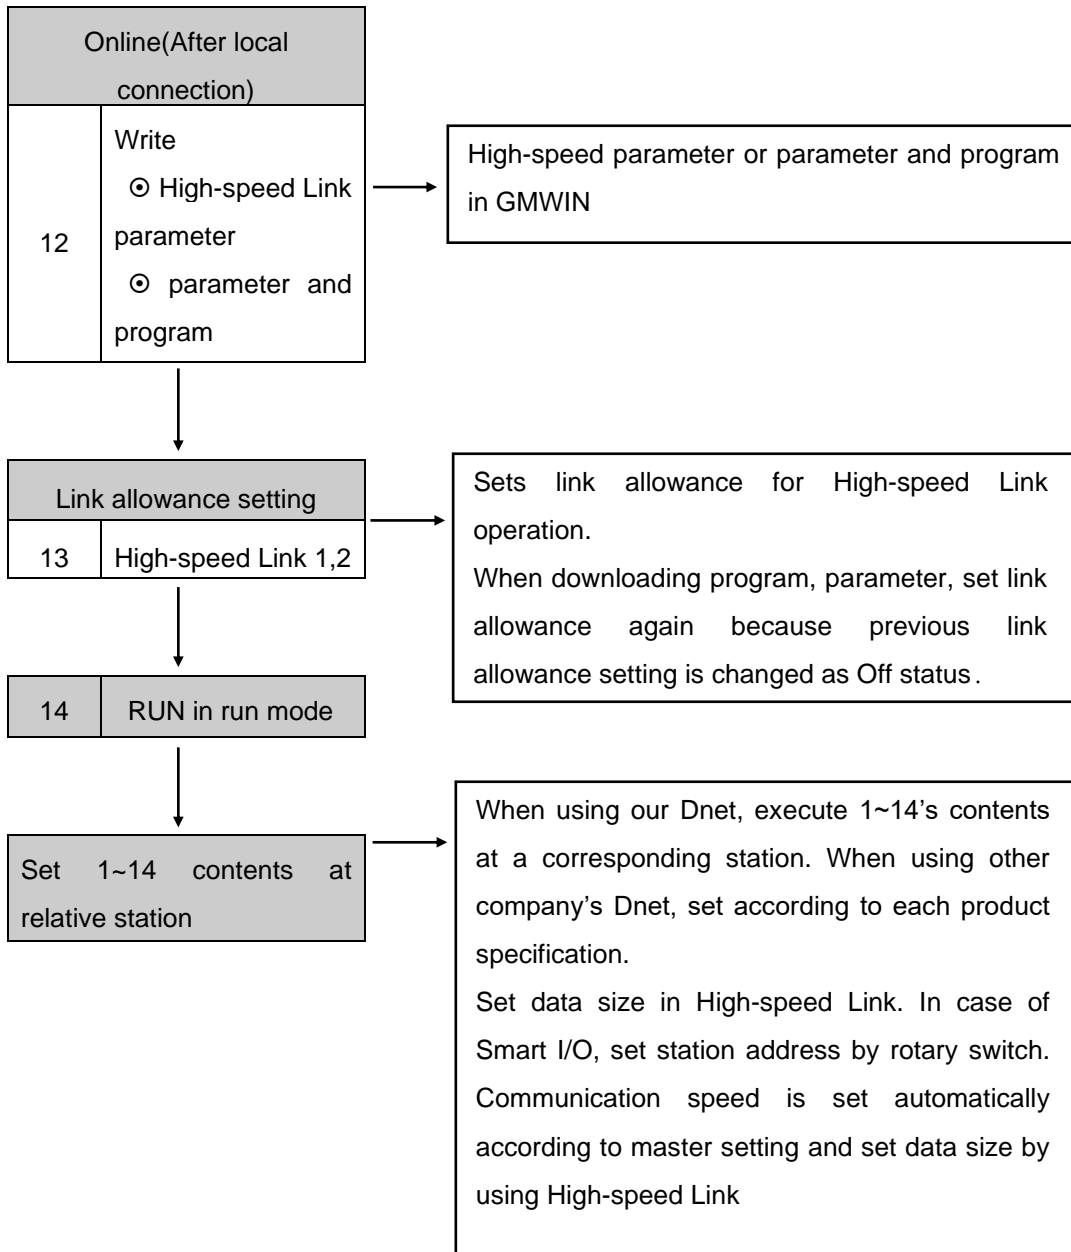 Online(After local
connection)
12
Write
⊙ High-speed Link
parameter
⊙ parameter and
program
High-speed parameter or parameter and program
in GMWIN
Link allowance setting
13
High-speed Link 1,2
Sets link allowance for High-speed Link
operation.
When downloading program, parameter, set link
allowance again because previous link
allowance setting is changed as Off status.
14
RUN in run mode
Set 1~14 contents at
relative station
When using our Dnet, execute 1~14’s contents
at a corresponding station. When using other
company’s Dnet, set according to each product
specification.
Set data size in High-speed Link. In case of
Smart I/O, set station address by rotary switch.
Communication speed is set automatically
according to master setting and set data size by
using High-speed Link